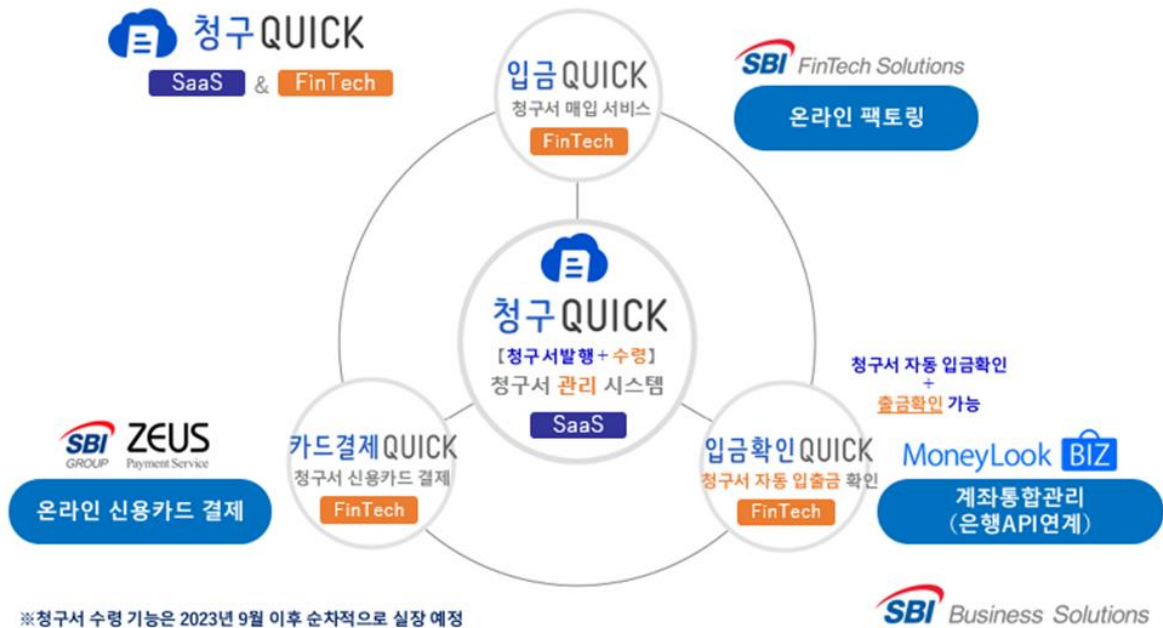 청구QUICK
SaaS & FinTech
입금QUICK
청구서 매입 서비스
FinTech
SBI FinTech Solutions
온라인 팩토링
청구QUICK
【청구서발행+수령】
청구서 관리 시스템
SaaS
청구서 자동 입금확인
+
출금확인 가능
SBI GROUP ZEUS Payment Service
온라인 신용카드 결제
카드결제QUICK
청구서 신용카드 결제
FinTech
입금확인QUICK
청구서 자동 입출금 확인
FinTech
MoneyLook BIZ
계좌통합관리
(은행API연계)
※청구서 수령 기능은 2023년 9월 이후 순차적으로 실장 예정
SBI Business Solutions